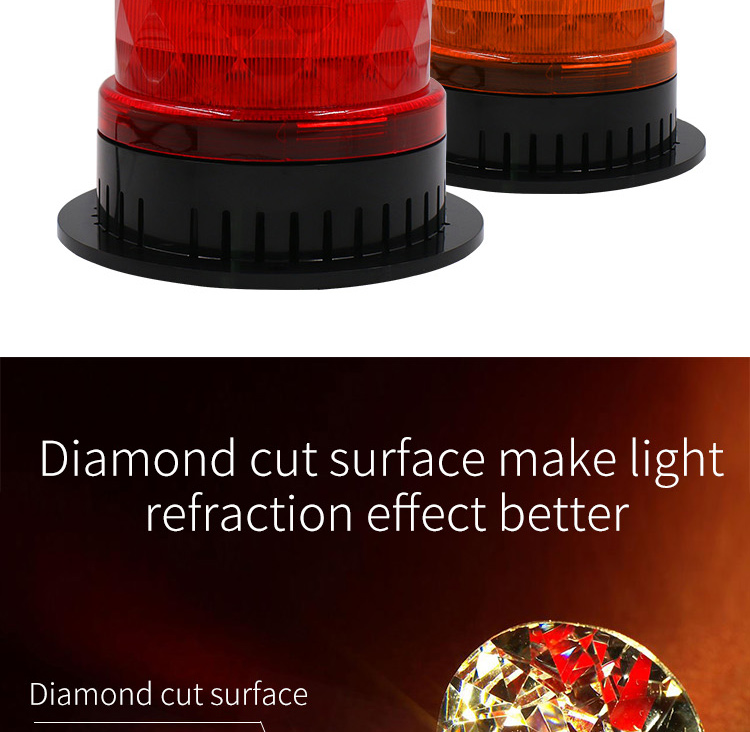 Diamond cut surface make light
refraction effect better
Diamond cut surface